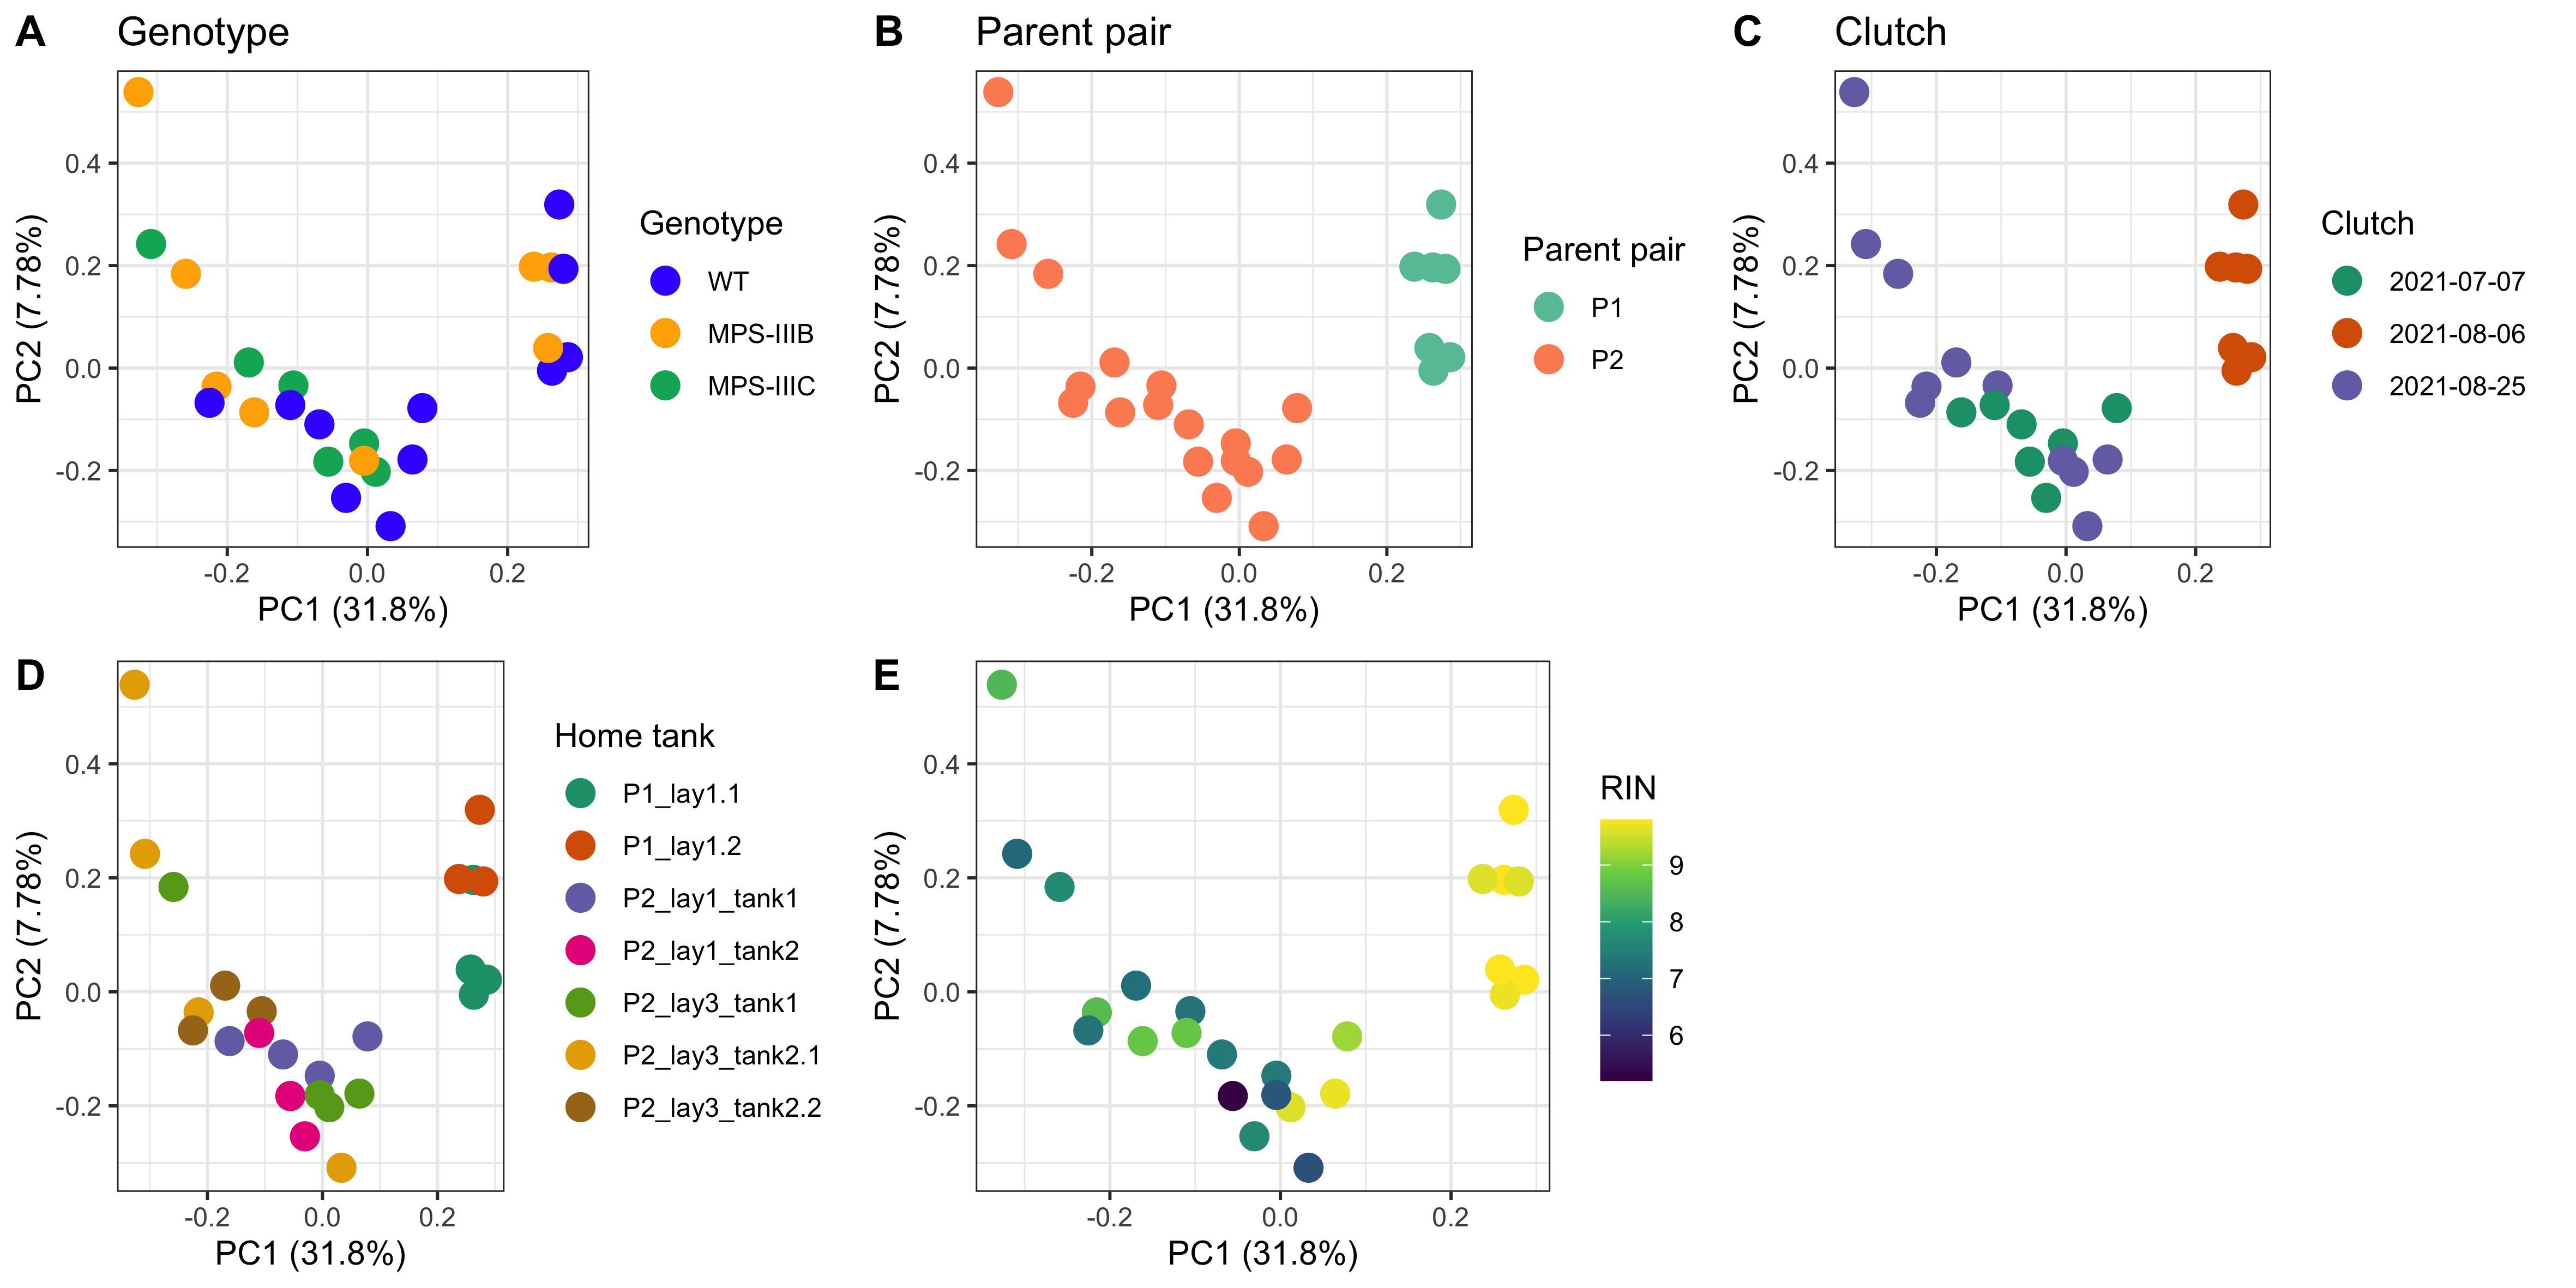 A Genotype
0.4
0.2
0.0
-0.2
PC2 (7.78%)
-0.2 0.0 0.2
PC1 (31.8%)
Genotype
WT
MPS-IIIB
MPS-IIIC
B Parent pair
0.4
0.2
0.0
-0.2
PC2 (7.78%)
-0.2 0.0 0.2
PC1 (31.8%)
Parent pair
P1
P2
C Clutch
0.4
0.2
0.0
-0.2
PC2 (7.78%)
-0.2 0.0 0.2
PC1 (31.8%)
Clutch
2021-07-07
2021-08-06
2021-08-25
D
0.4
0.2
0.0
-0.2
PC2 (7.78%)
-0.2 0.0 0.2
PC1 (31.8%)
Home tank
P1_lay1.1
P1_lay1.2
P2_lay1_tank1
P2_lay1_tank2
P2_lay3_tank1
P2_lay3_tank2.1
P2_lay3_tank2.2
E
0.4
0.2
0.0
-0.2
PC2 (7.78%)
-0.2 0.0 0.2
PC1 (31.8%)
RIN
9
8
7
6